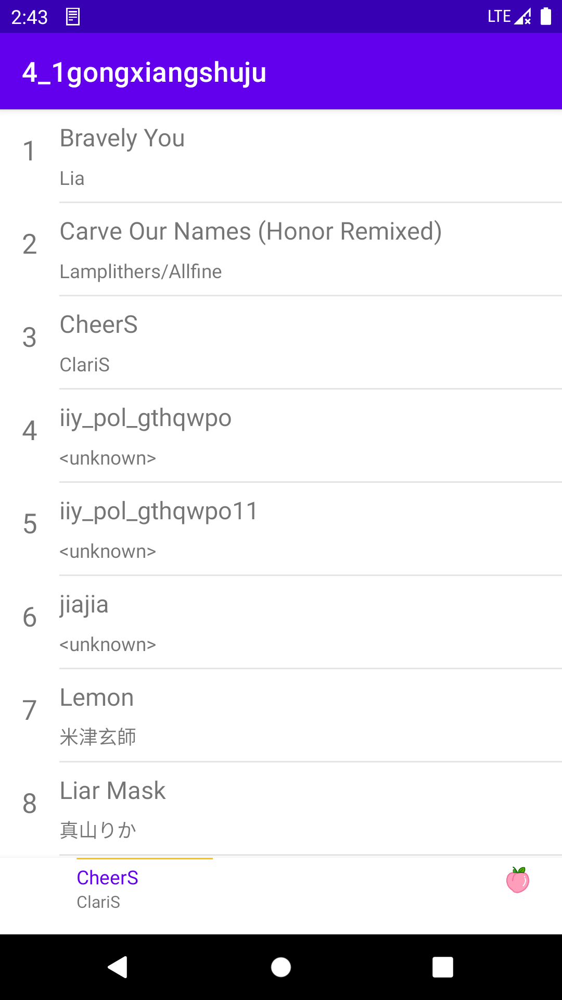 2:43 LTE
4_1gongxiangshuju
1
Bravely You
Lia
2
Carve Our Names (Honor Remixed)
Lamplithers/Allfine
3
CheerS
ClariS
4
iiy_pol_gthqwpo
<unknown>
5
iiy_pol_gthqwpo11
<unknown>
6
jiajia
<unknown>
7
Lemon
米津玄師
8
Liar Mask
真山りか
CheerS
ClariS